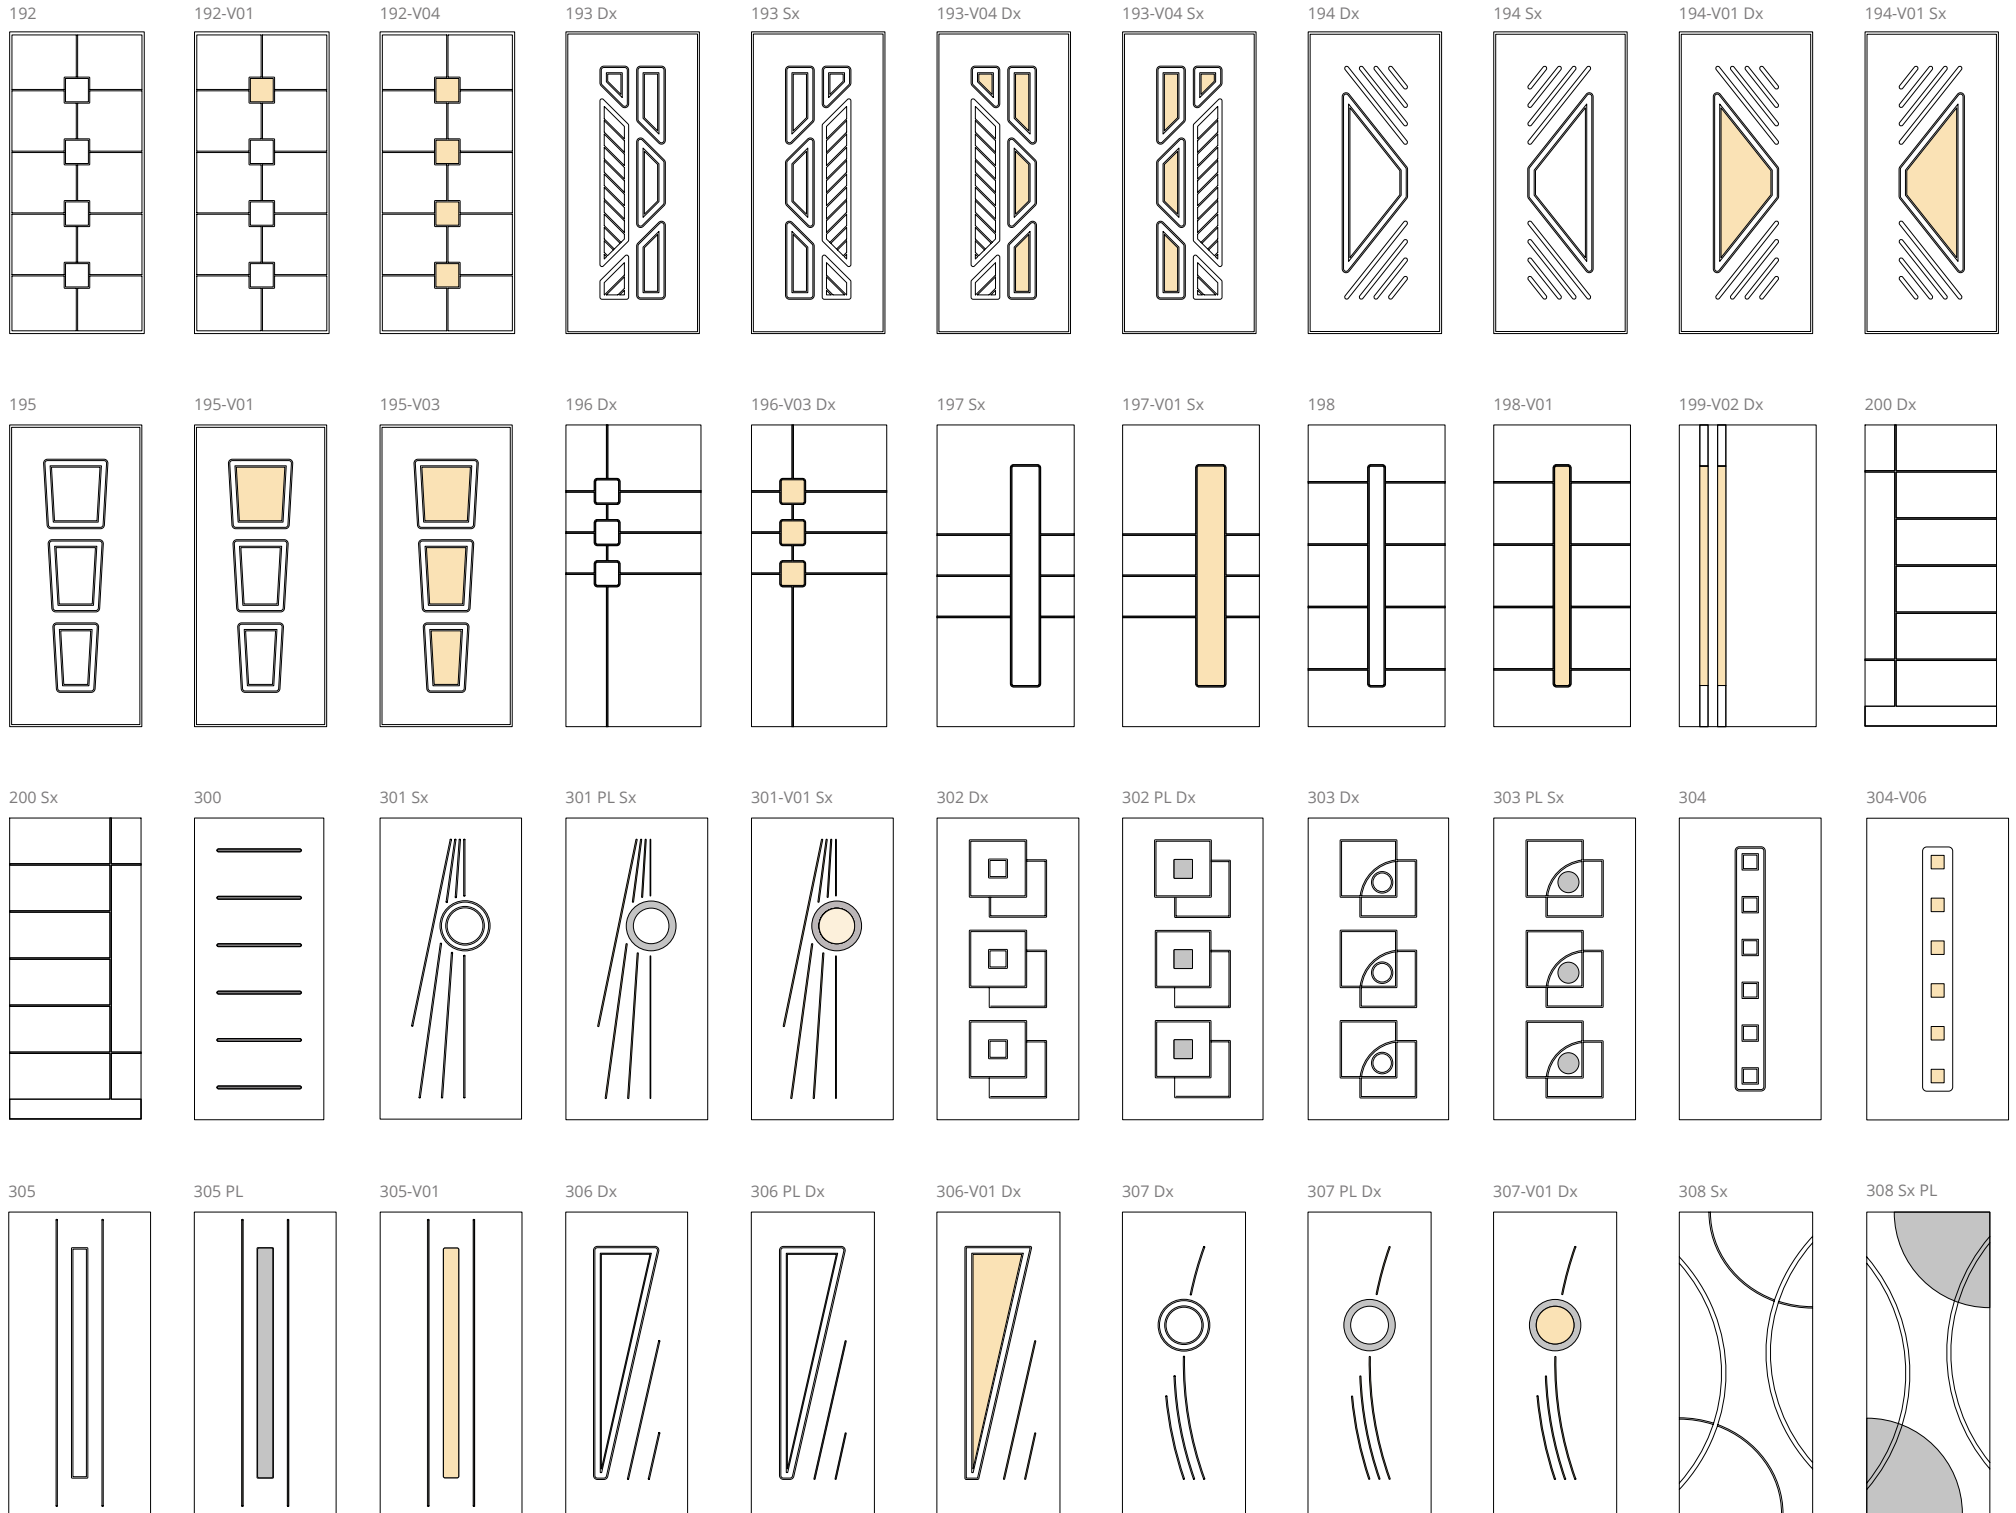 192 192-V01 192-V04 193 Dx 193 Sx 193-V04 Dx 193-V04 Sx 194 Dx 194 Sx 194-V01 Dx 194-V01 Sx
195 195-V01 195-V03 196 Dx 196-V03 Dx 197 Sx 197-V01 Sx 198 198-V01 199-V02 Dx 200 Dx
200 Sx 300 301 Sx 301 PL Sx 301-V01 Sx 302 Dx 302 PL Dx 303 Dx 303 PL Sx 304 304-V06
305 305 PL 305-V01 306 Dx 306 PL Dx 306-V01 Dx 307 Dx 307 PL Dx 307-V01 Dx 308 Sx 308 Sx PL